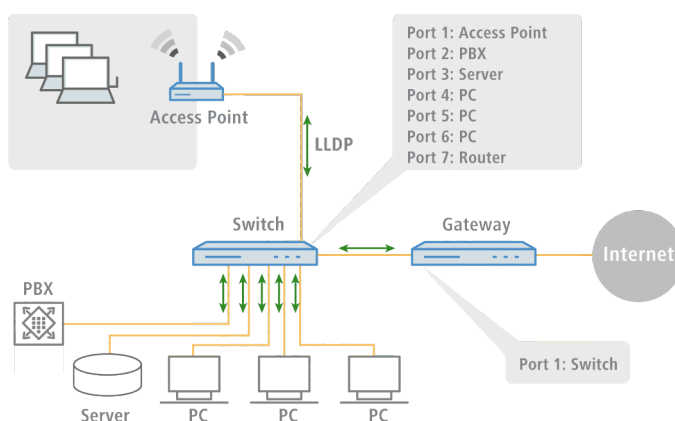 Port 1: Access Point
Port 2: PBX
Port 3: Server
Port 4: PC
Port 5: PC
Port 6: PC
Port 7: Router
Access Point
LLDP
Switch
Gateway
Internet
PBX
Port 1: Switch
Server
PC
PC
PC